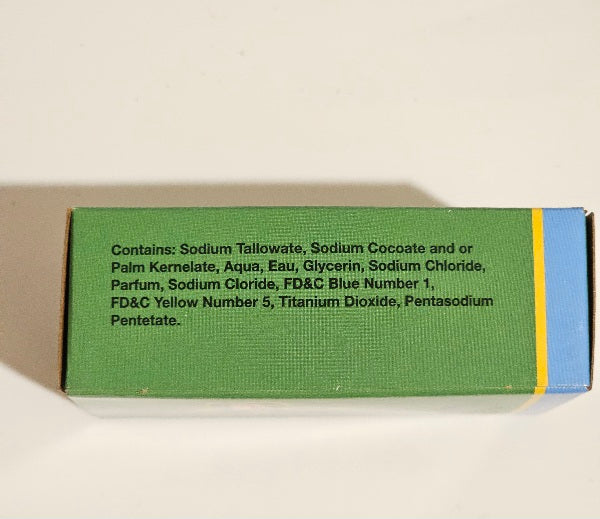 Contains: Sodium Tallowate, Sodium Cocoate and or
Palm Kernelate, Aqua, Eau, Glycerin, Sodium Chloride,
Parfum, Sodium Cloride, FD&C Blue Number 1,
FD&C Yellow Number 5, Titanium Dioxide, Pentasodium
Pentetate.